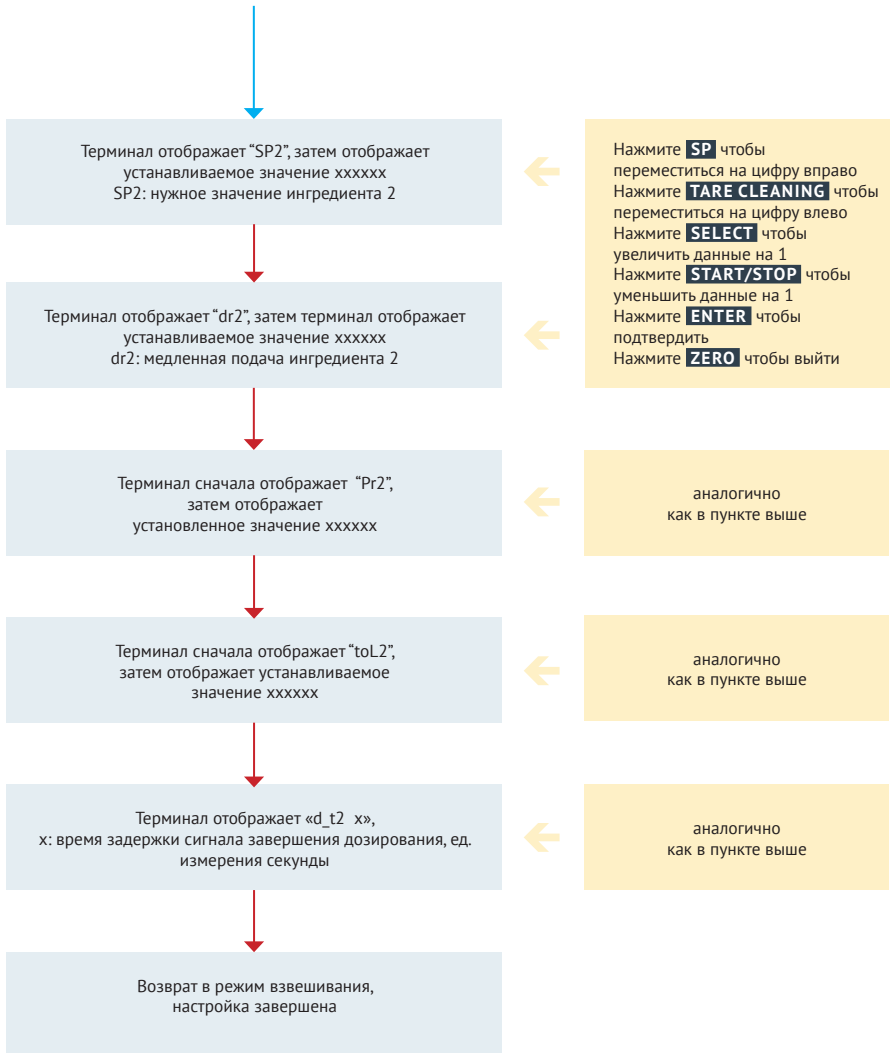 Терминал отображает “SP2”, затем отображает
устанавливаемое значение xxxxxx
SP2: нужное значение ингредиента 2
Нажмите SP чтобы
переместиться на цифру вправо
Нажмите TARE CLEANING чтобы
переместиться на цифру влево
Нажмите SELECT чтобы
увеличить данные на 1
Нажмите START/STOP чтобы
уменьшить данные на 1
Нажмите ENTER чтобы
подтвердить
Нажмите ZERO чтобы выйти
Терминал отображает “dr2”, затем терминал отображает
устанавливаемое значение xxxxxx
dr2: медленная подача ингредиента 2
Терминал сначала отображает “Pr2”,
затем отображает
установленное значение xxxxxx
аналогично
как в пункте выше
Терминал сначала отображает “toL2”,
затем отображает устанавливаемое
значение xxxxxx
аналогично
как в пункте выше
Терминал отображает «d_t2 x»,
x: время задержки сигнала завершения дозирования, ед.
измерения секунды
аналогично
как в пункте выше
Возврат в режим взвешивания,
настройка завершена